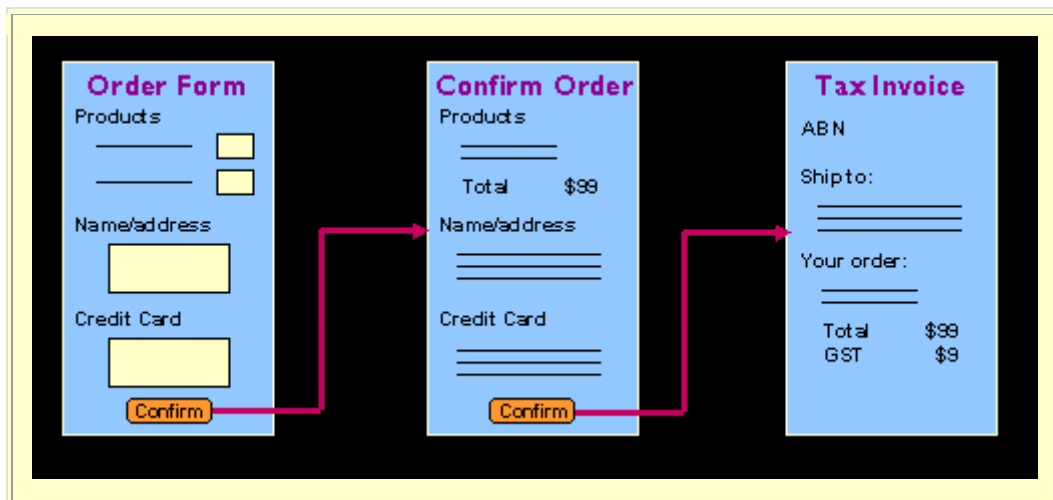 Order Form
Products
Name/address
Credit Card
Confirm
Confirm Order
Products
Total $99
Name/address
Credit Card
Confirm
Tax Invoice
ABN
Ship to:
Your order:
Total $99
GST $9